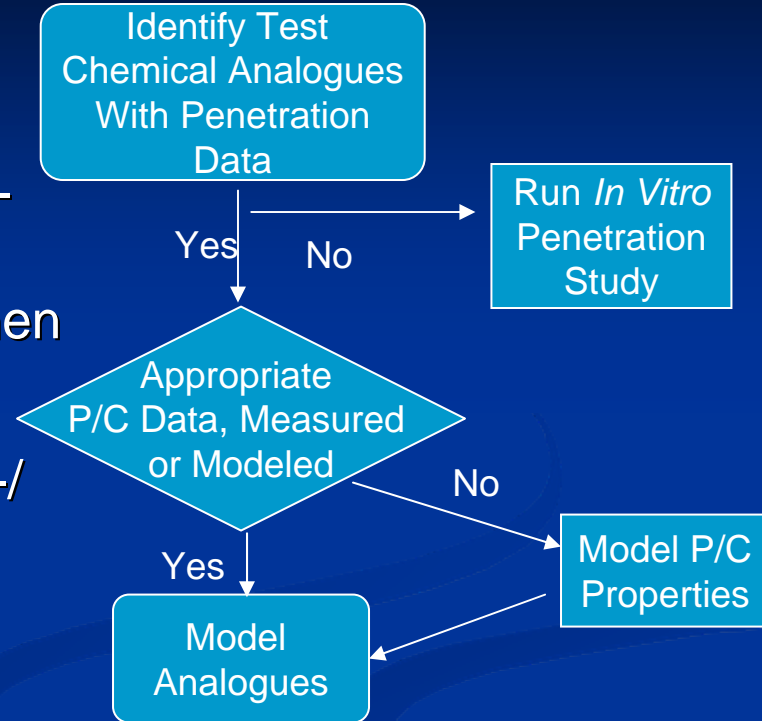 Identify Test
Chemical Analogues
With Penetration
Data
Yes
No
Run In Vitro
Penetration
Study
Appropriate
P/C Data, Measured
or Modeled
No
Yes
Model P/C
Properties
Model
Analogues